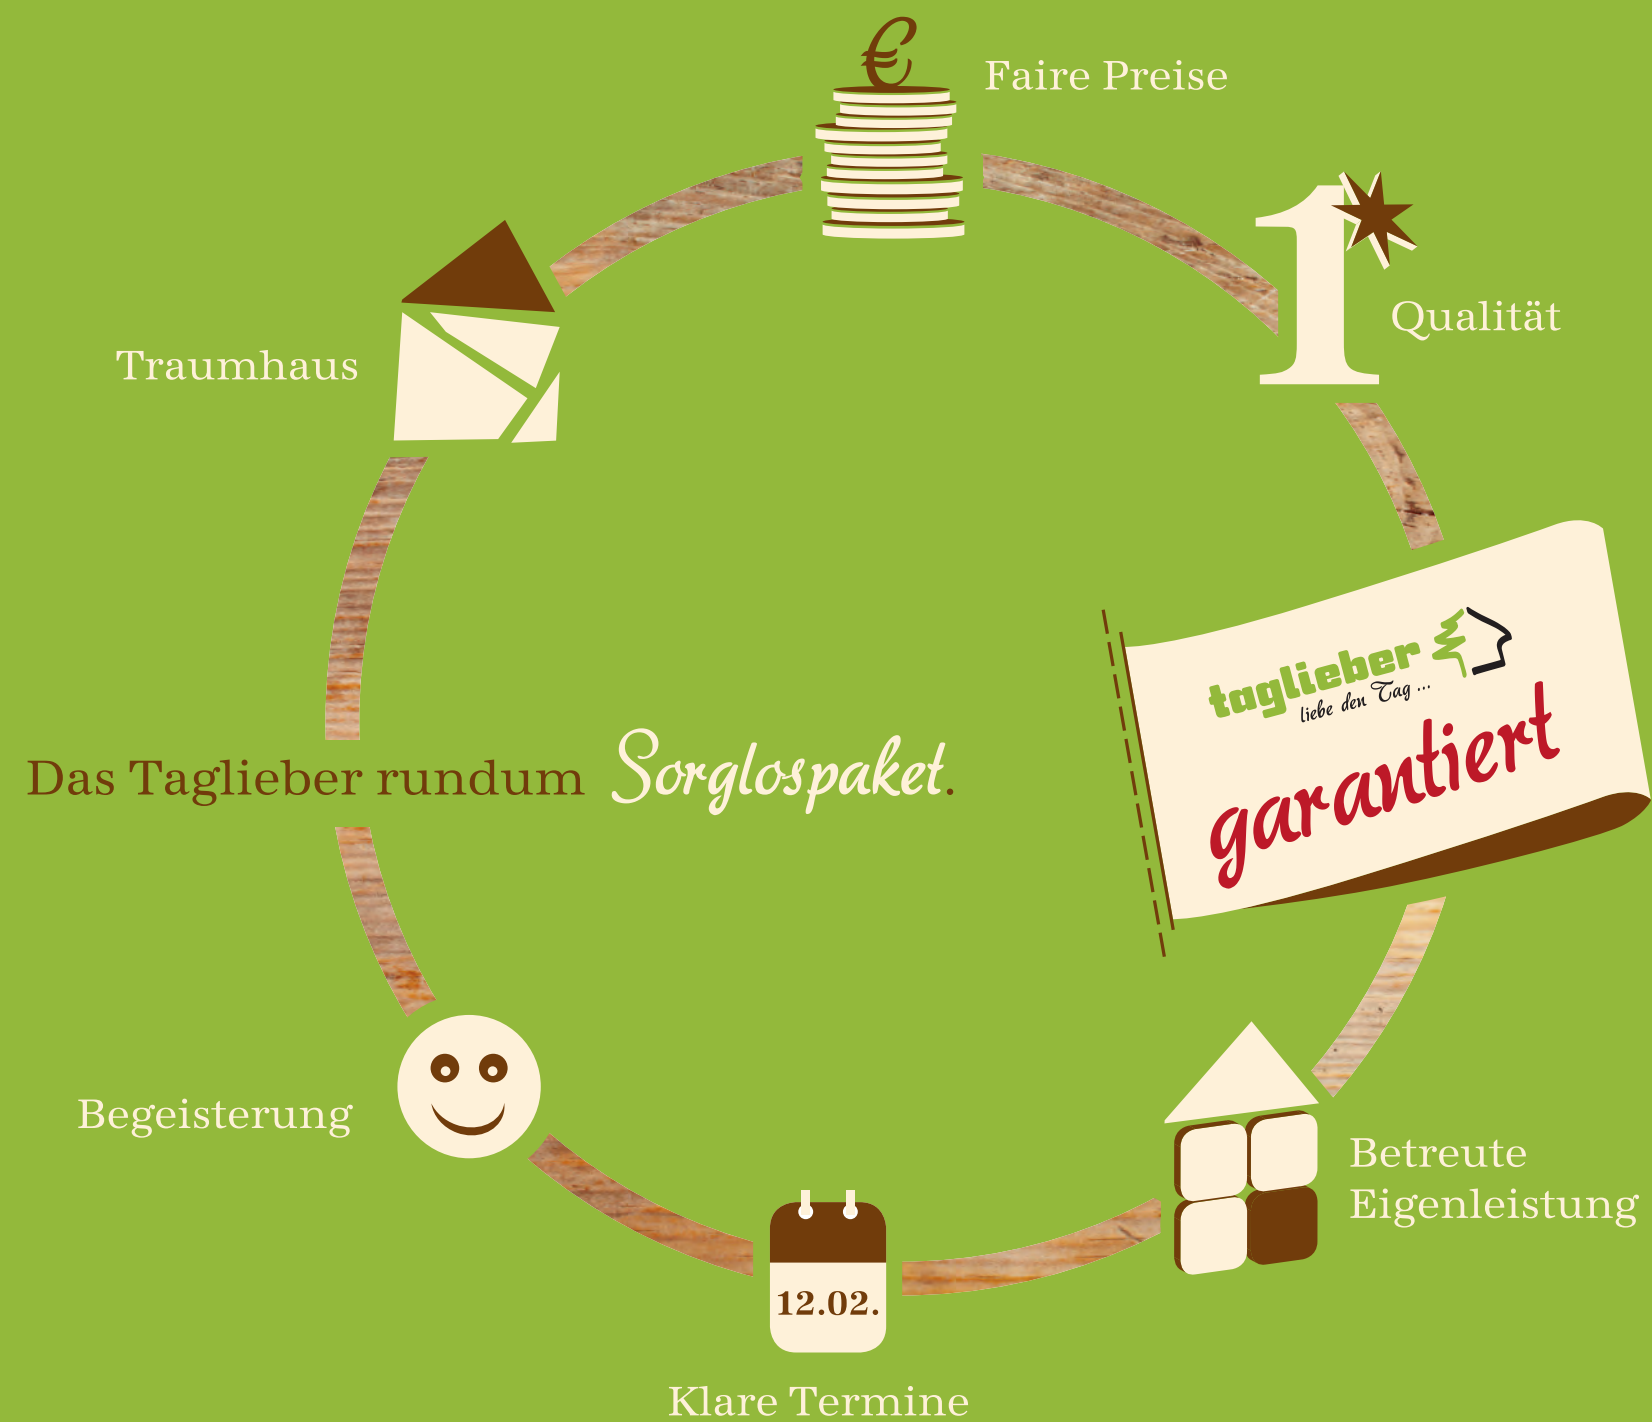 €
Faire Preise
1
Qualität
Traumhaus
taglieber
liebe den Tag ...
garantiert
Das Taglieber rundum Sorglospaket.
Begeisterung
Betreute
Eigenleistung
12.02.
Klare Termine